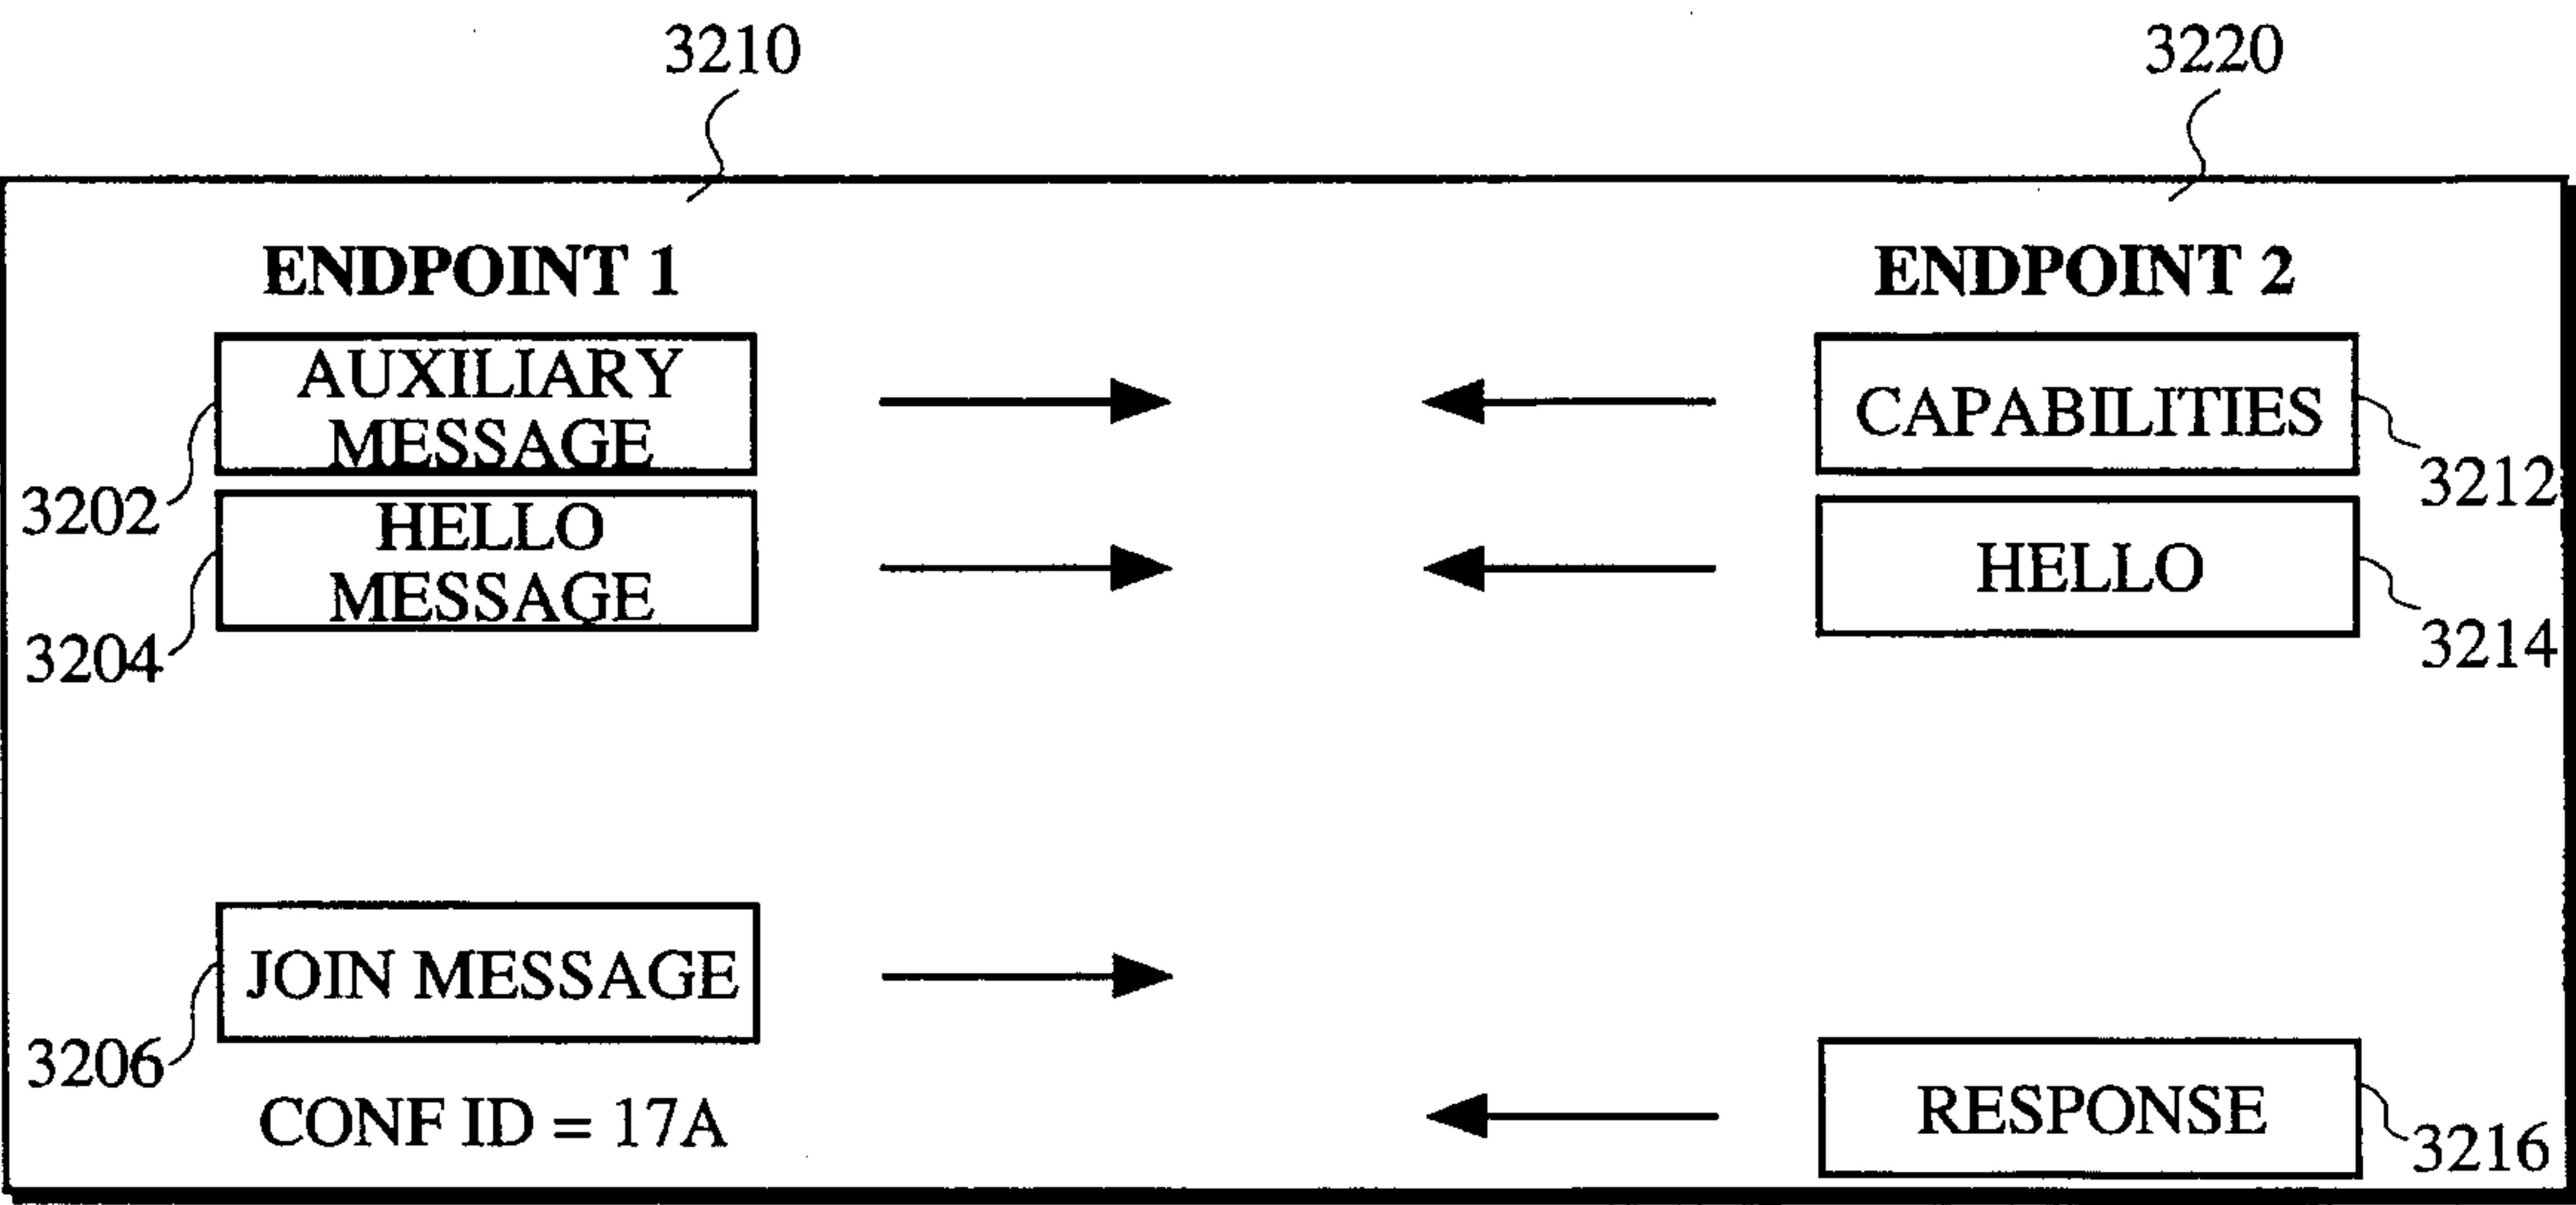 3210
3220
ENDPOINT 1
ENDPOINT 2
AUXILIARY
MESSAGE
CAPABILITIES
3202
3212
HELLO
MESSAGE
HELLO
3204
3214
JOIN MESSAGE
3206
CONF ID = 17A
RESPONSE
3216